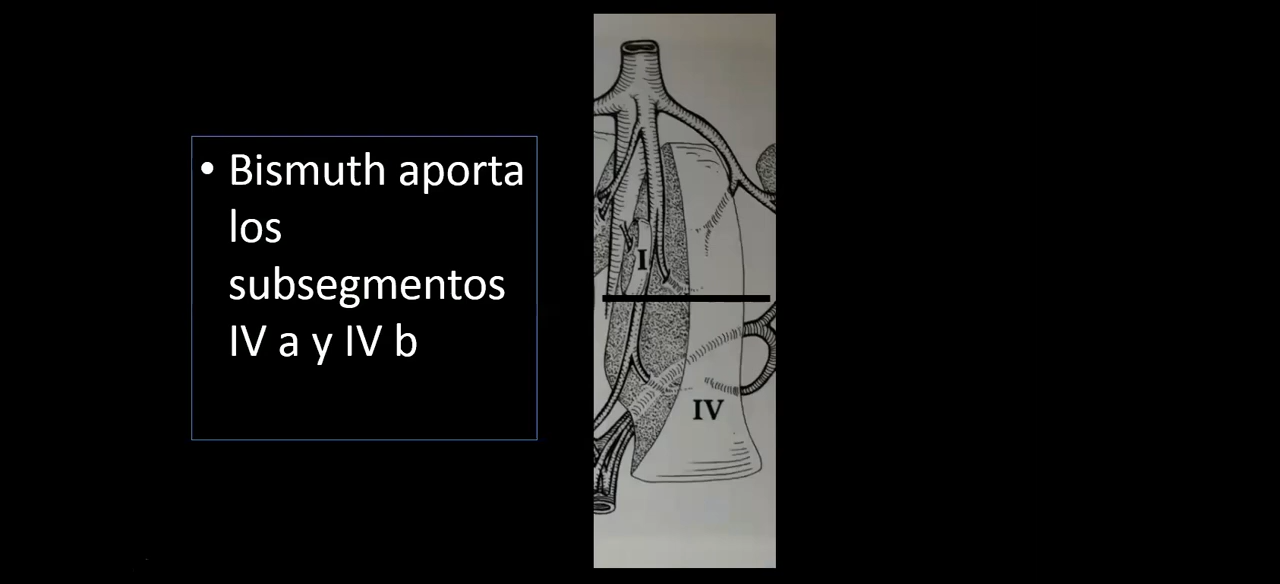 • Bismuth aporta
los
subsegmentos
IV a y IV b
I
IV